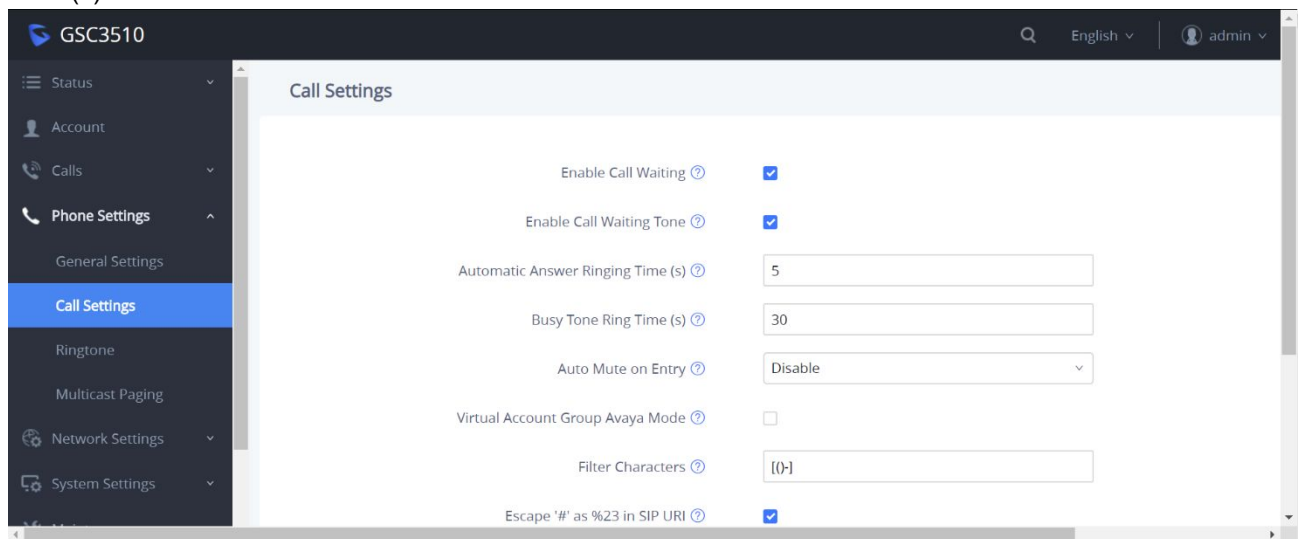 GSC3510
English
admin
Status
Account
Calls
Phone Settings
General Settings
Call Settings
Ringtone
Multicast Paging
Network Settings
System Settings
Call Settings
Enable Call Waiting
Enable Call Waiting Tone
Automatic Answer Ringing Time (s)
5
Busy Tone Ring Time (s)
30
Auto Mute on Entry
Disable
Virtual Account Group Avaya Mode
Filter Characters
[()-]
Escape '#' as %23 in SIP URI